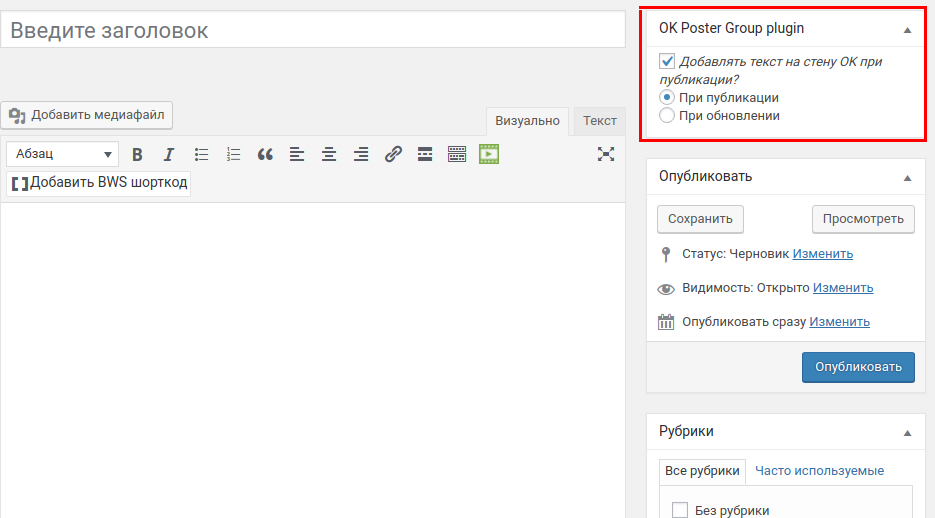 Введите заголовок
Добавить медиафайл
Визуально
Текст
Абзац
B
I
Добавить BWS шорткод
OK Poster Group plugin
Добавлять текст на стену ОК при
публикации?
При публикации
При обновлении
Опубликовать
Сохранить
Просмотреть
Статус: Черновик Изменить
Видимость: Открыто Изменить
Опубликовать сразу Изменить
Опубликовать
Рубрики
Все рубрики
Часто используемые
Без рубрики